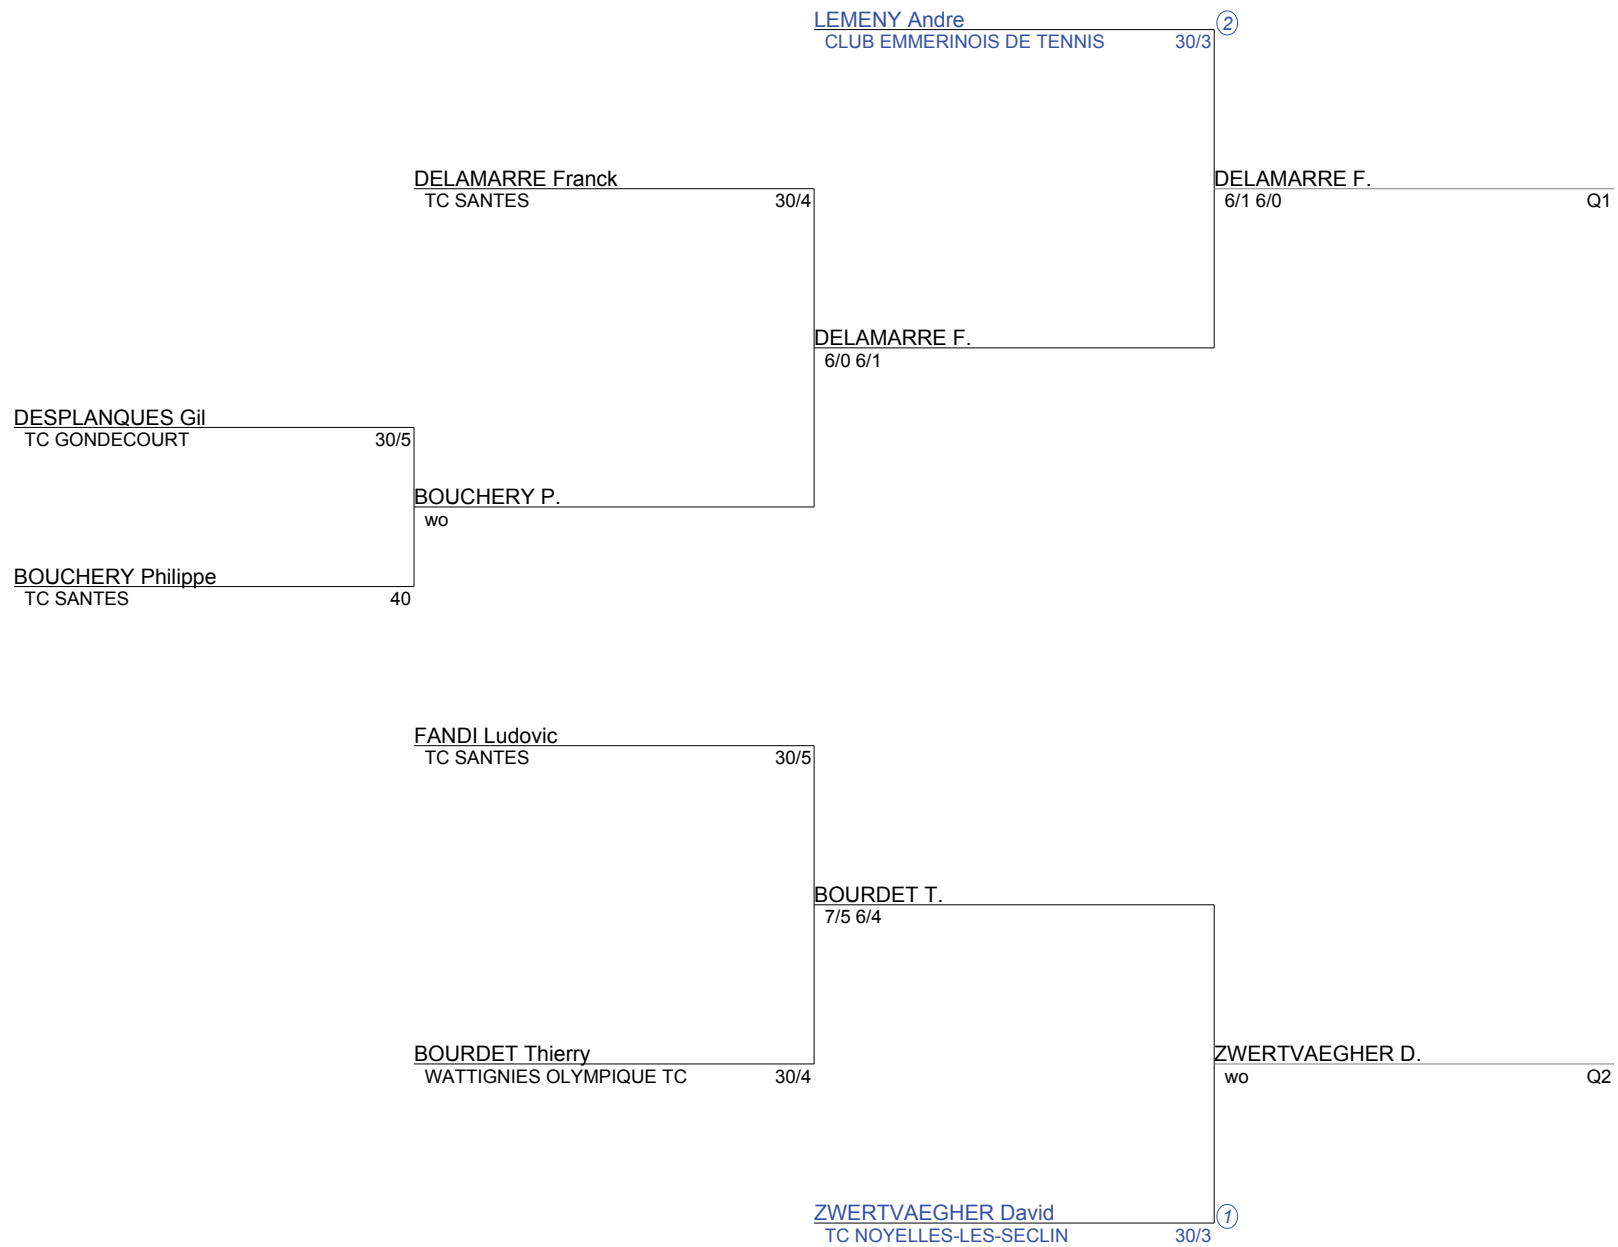 LEMENY Andre 2
CLUB EMMERINOIS DE TENNIS 30/3
DELAMARRE Franck
TC SANTES 30/4
DELAMARRE F.
6/1 6/0 Q1
DELAMARRE F.
6/0 6/1
DESPLANQUES Gil
TC GONDECOURT 30/5
BOUCHERY P.
wo
BOUCHERY Philippe
TC SANTES 40
FANDI Ludovic
TC SANTES 30/5
BOURDET T.
7/5 6/4
BOURDET Thierry
WATTIGNIES OLYMPIQUE TC 30/4
ZWERTVAEGHER D.
wo Q2
ZWERTVAEGHER David 1
TC NOYELLES-LES-SECLIN 30/3